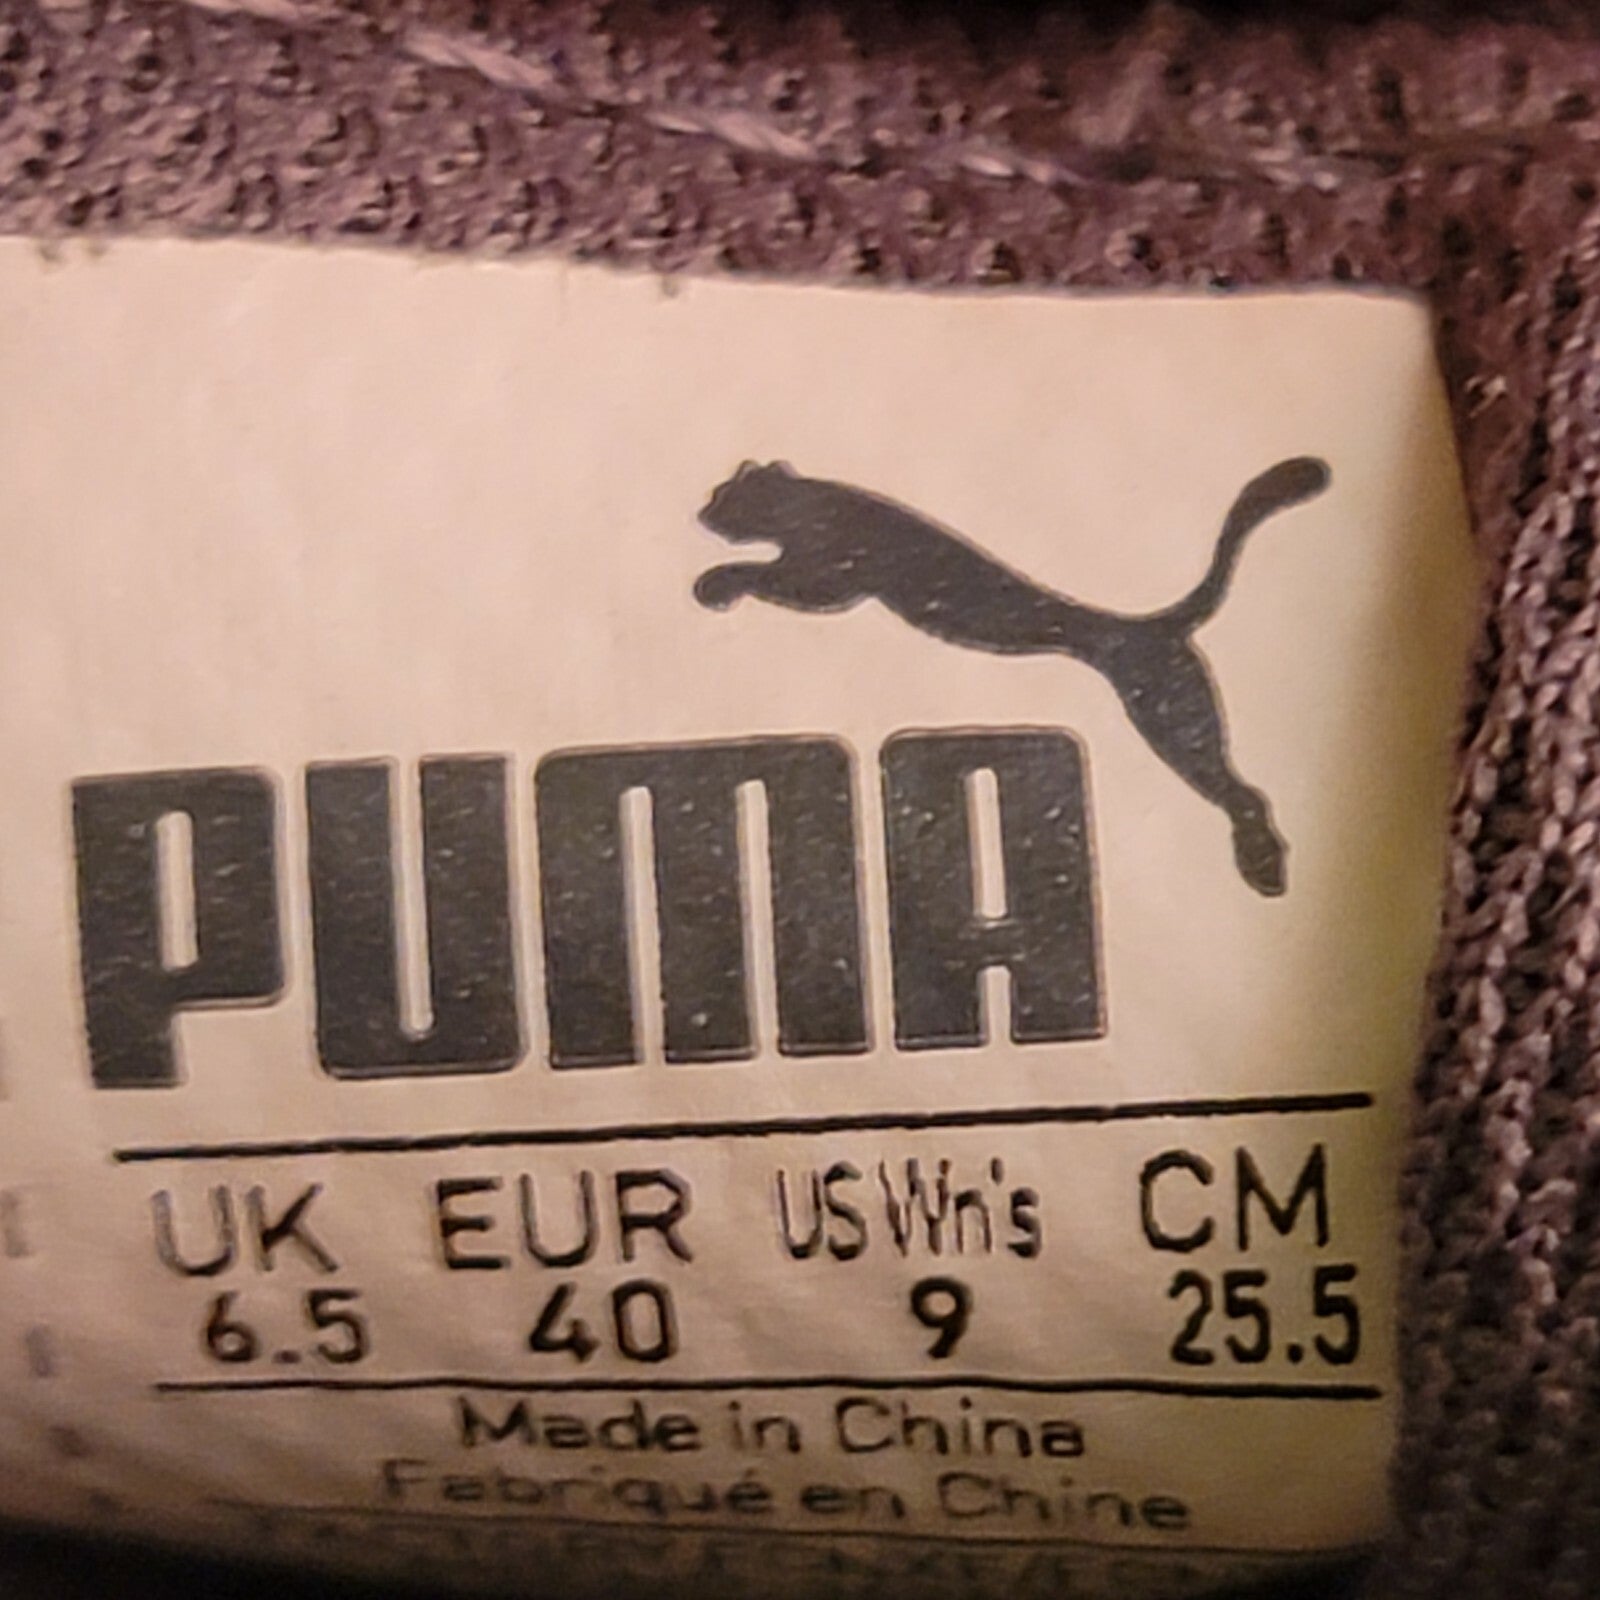 PUMA
UK EUR US Wn's CM
6.5 40 9 25.5
Made in China
Fabriqué en Chine